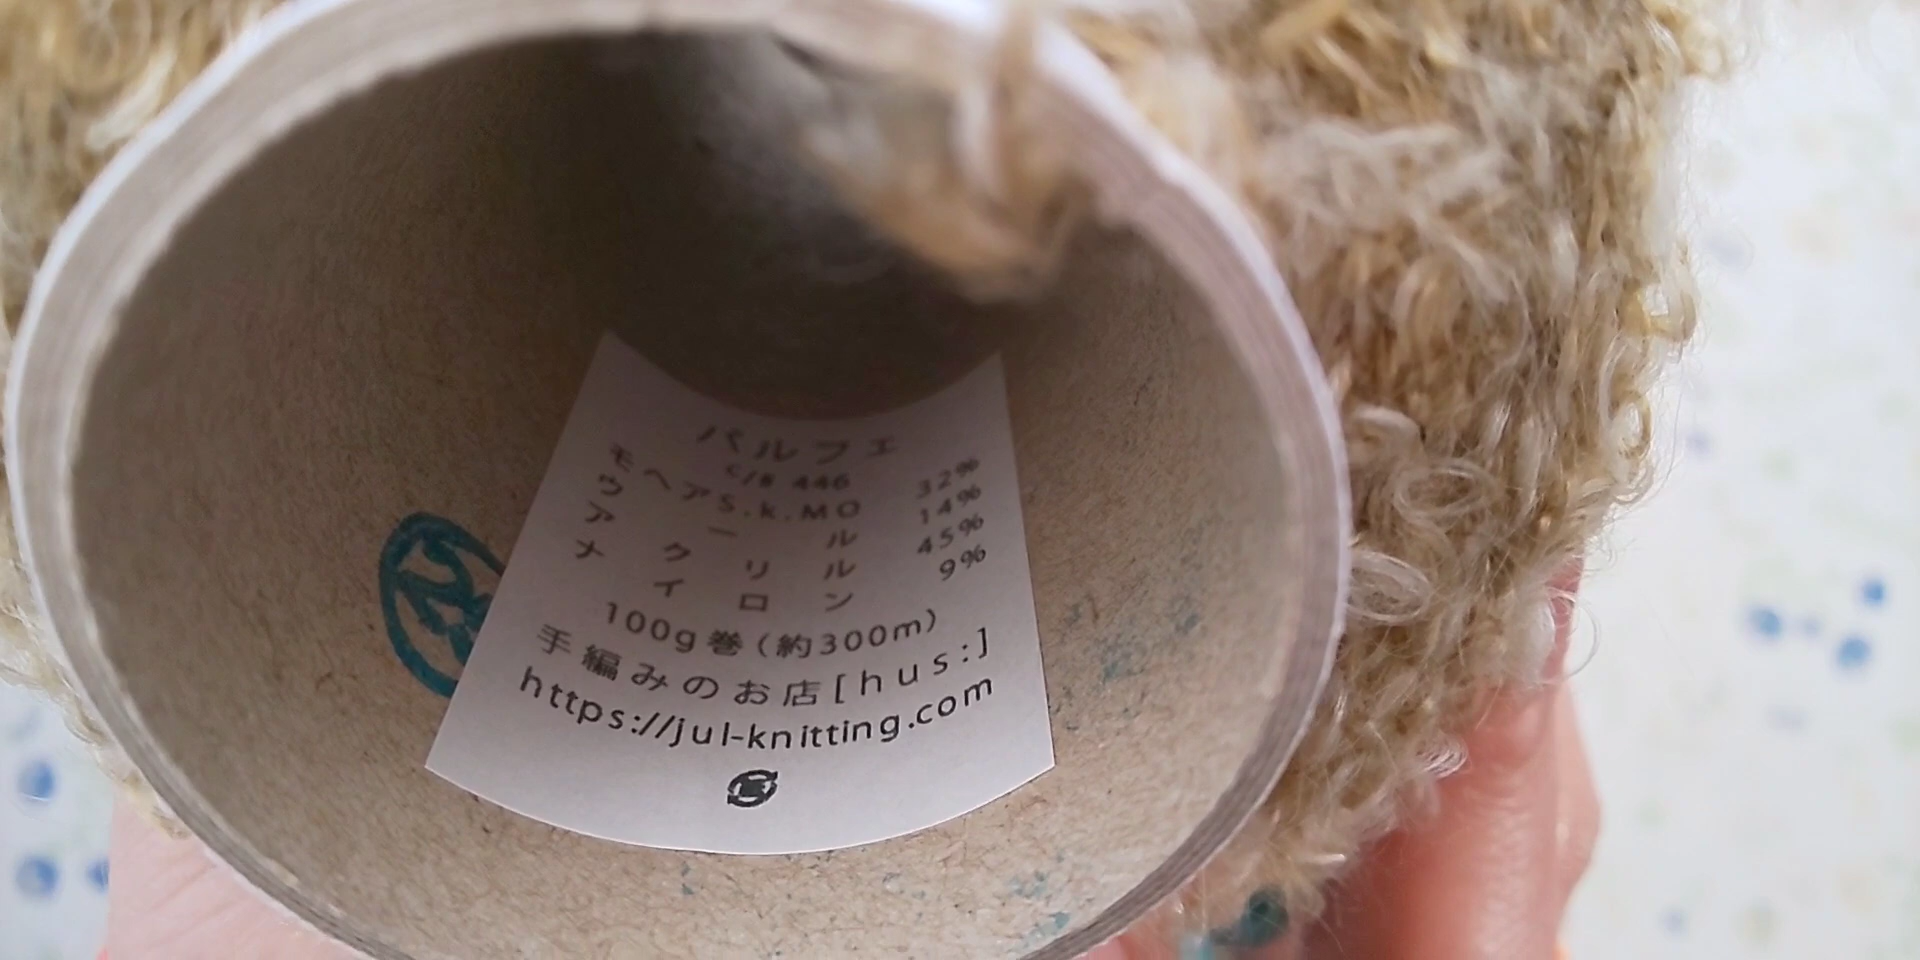 パルフェ
c/# 446
モヘアS.k.MO 32%
ウール 14%
アクリル 45%
ナイロン 9%
100g巻(約300m)
手編みのお店[hus:]
https://jul-knitting.com